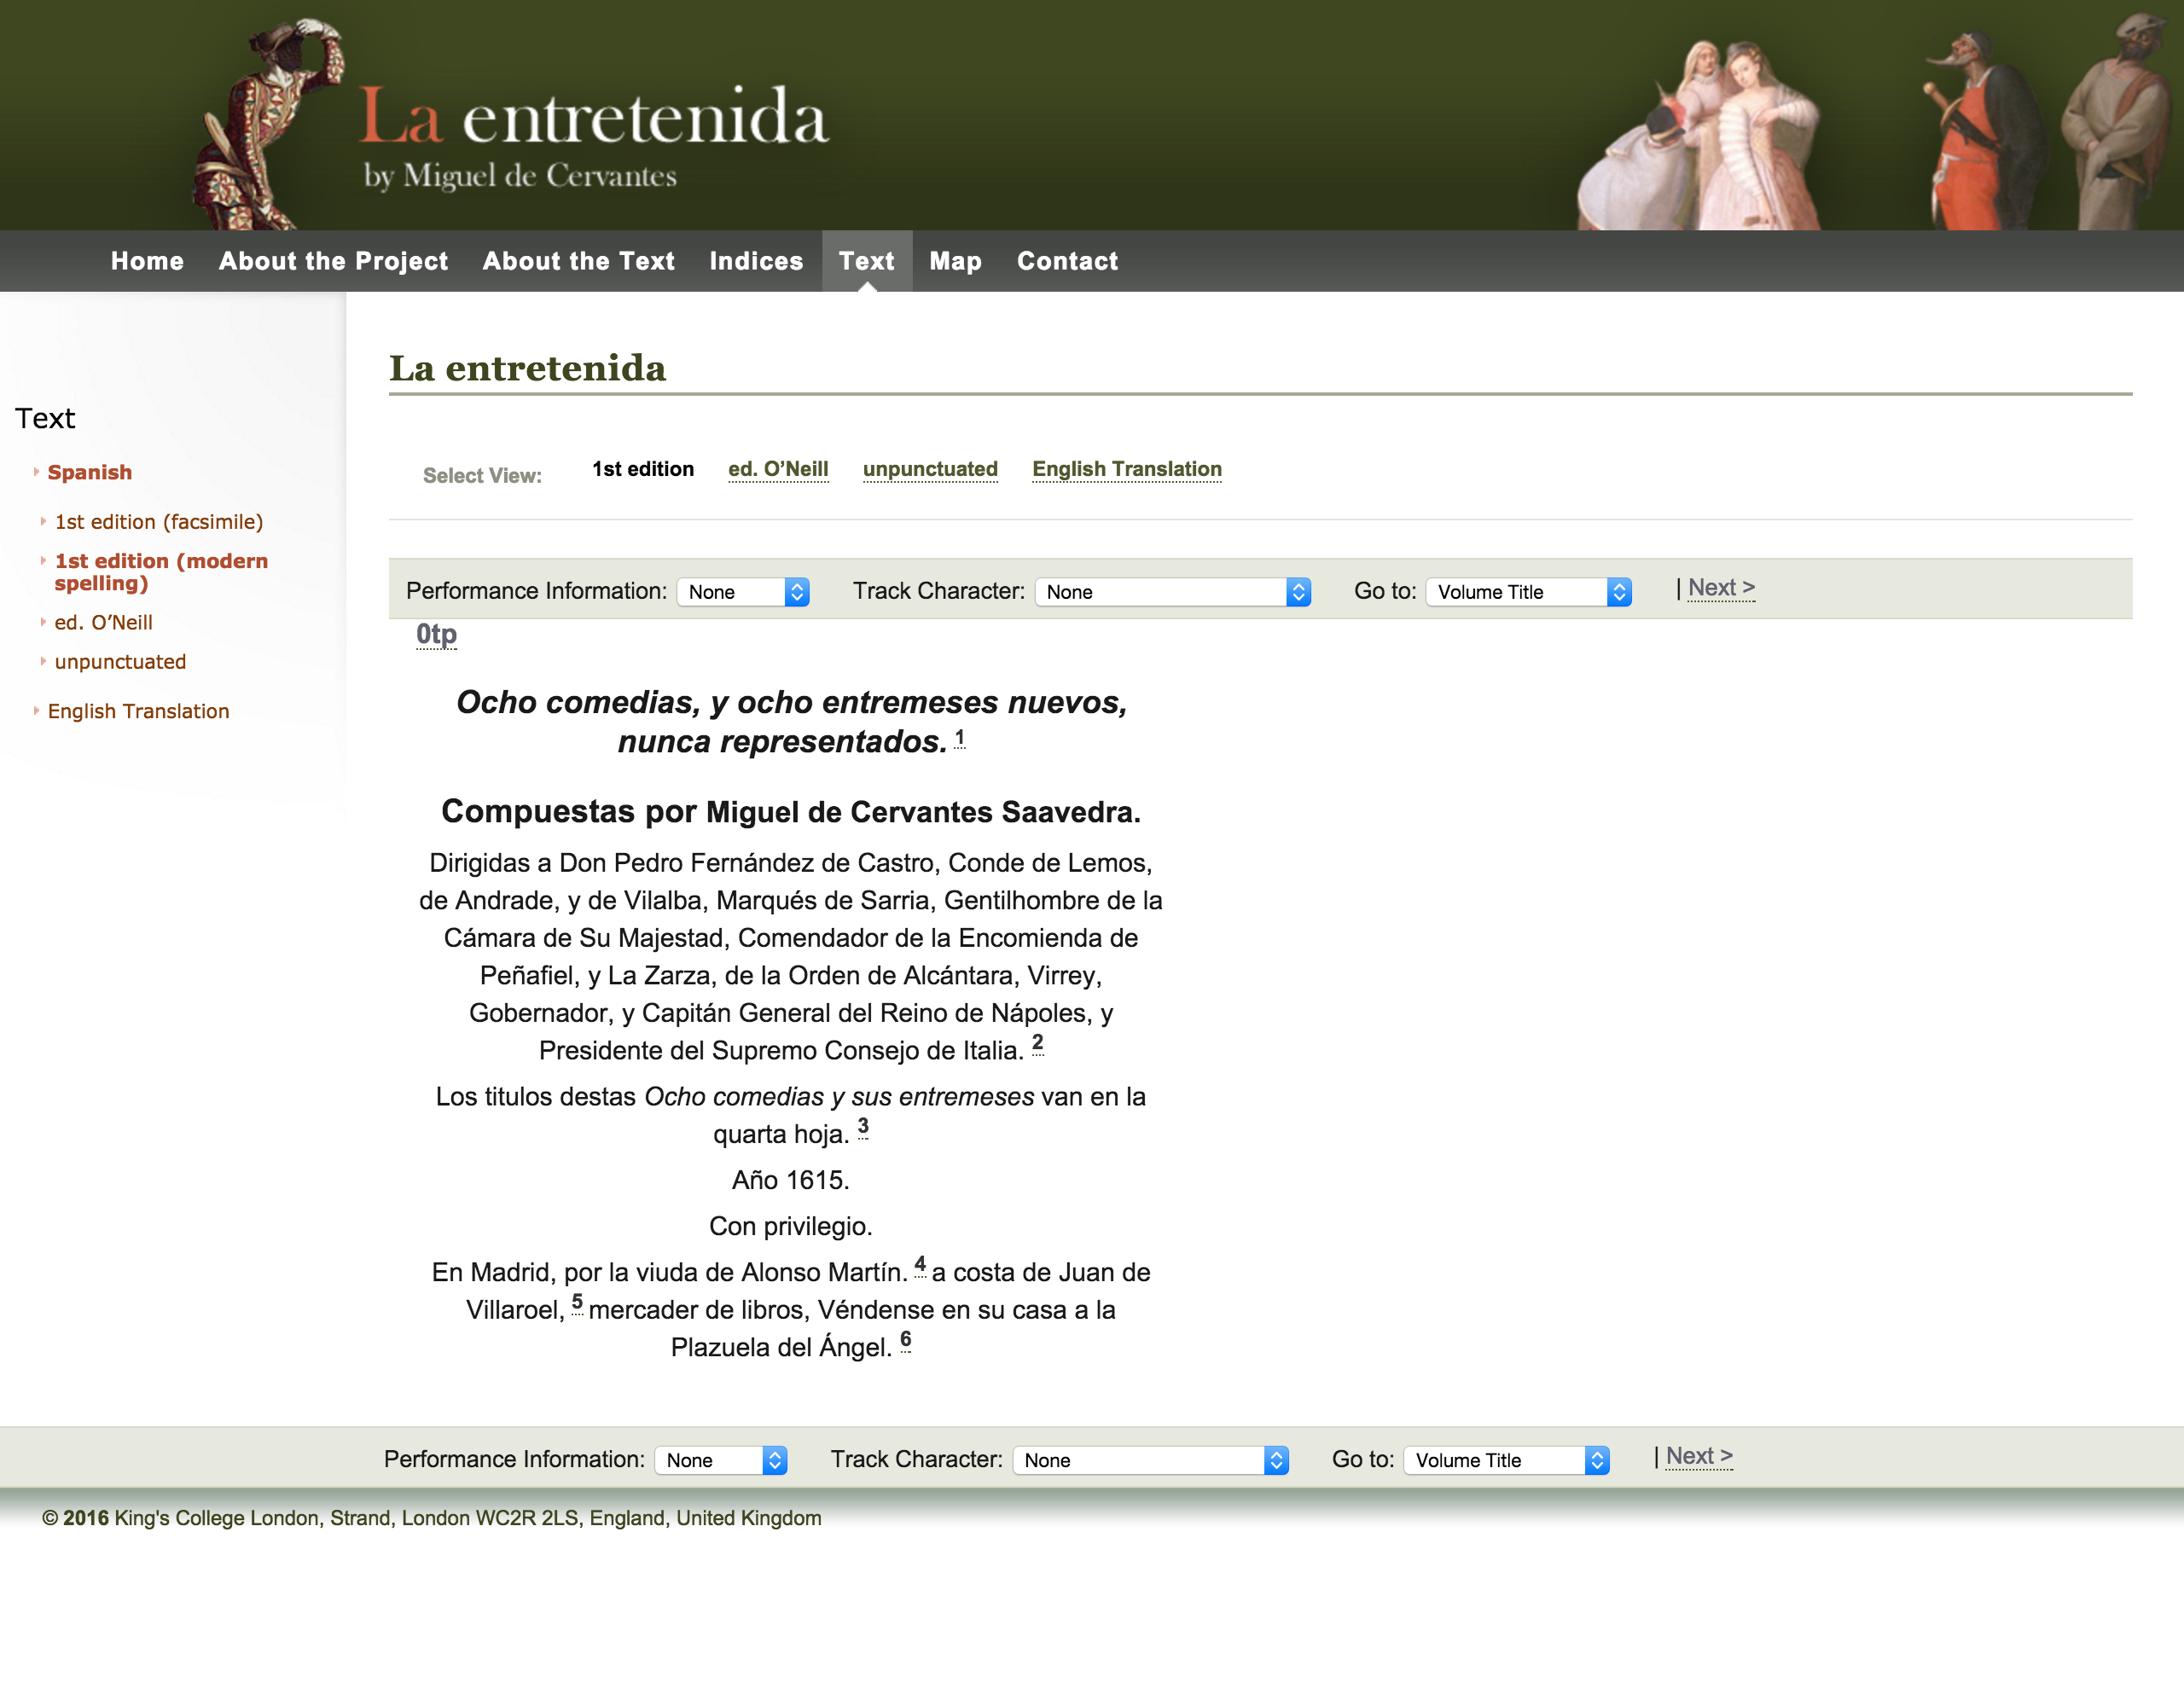 La entretenida
by Miguel de Cervantes
Home About the Project About the Text Indices Text Map Contact
Text
Spanish
1st edition (facsimile)
1st edition (modern
spelling)
ed. O’Neill
unpunctuated
English Translation
La entretenida
Select View: 1st edition ed. O’Neill unpunctuated English Translation
Performance Information: None Track Character: None Go to: Volume Title | Next >
0tp
Ocho comedias, y ocho entremeses nuevos,
nunca representados. 1
Compuestas por Miguel de Cervantes Saavedra.
Dirigidas a Don Pedro Fernández de Castro, Conde de Lemos,
de Andrade, y de Vilalba, Marqués de Sarria, Gentilhombre de la
Cámara de Su Majestad, Comendador de la Encomienda de
Peñafiel, y La Zarza, de la Orden de Alcántara, Virrey,
Gobernador, y Capitán General del Reino de Nápoles, y
Presidente del Supremo Consejo de Italia. 2
Los titulos destas Ocho comedias y sus entremeses van en la
quarta hoja. 3
Año 1615.
Con privilegio.
En Madrid, por la viuda de Alonso Martín. 4 a costa de Juan de
Villaroel, 5 mercader de libros, Véndense en su casa a la
Plazuela del Ángel. 6
Performance Information: None Track Character: None Go to: Volume Title | Next >
© 2016 King's College London, Strand, London WC2R 2LS, England, United Kingdom